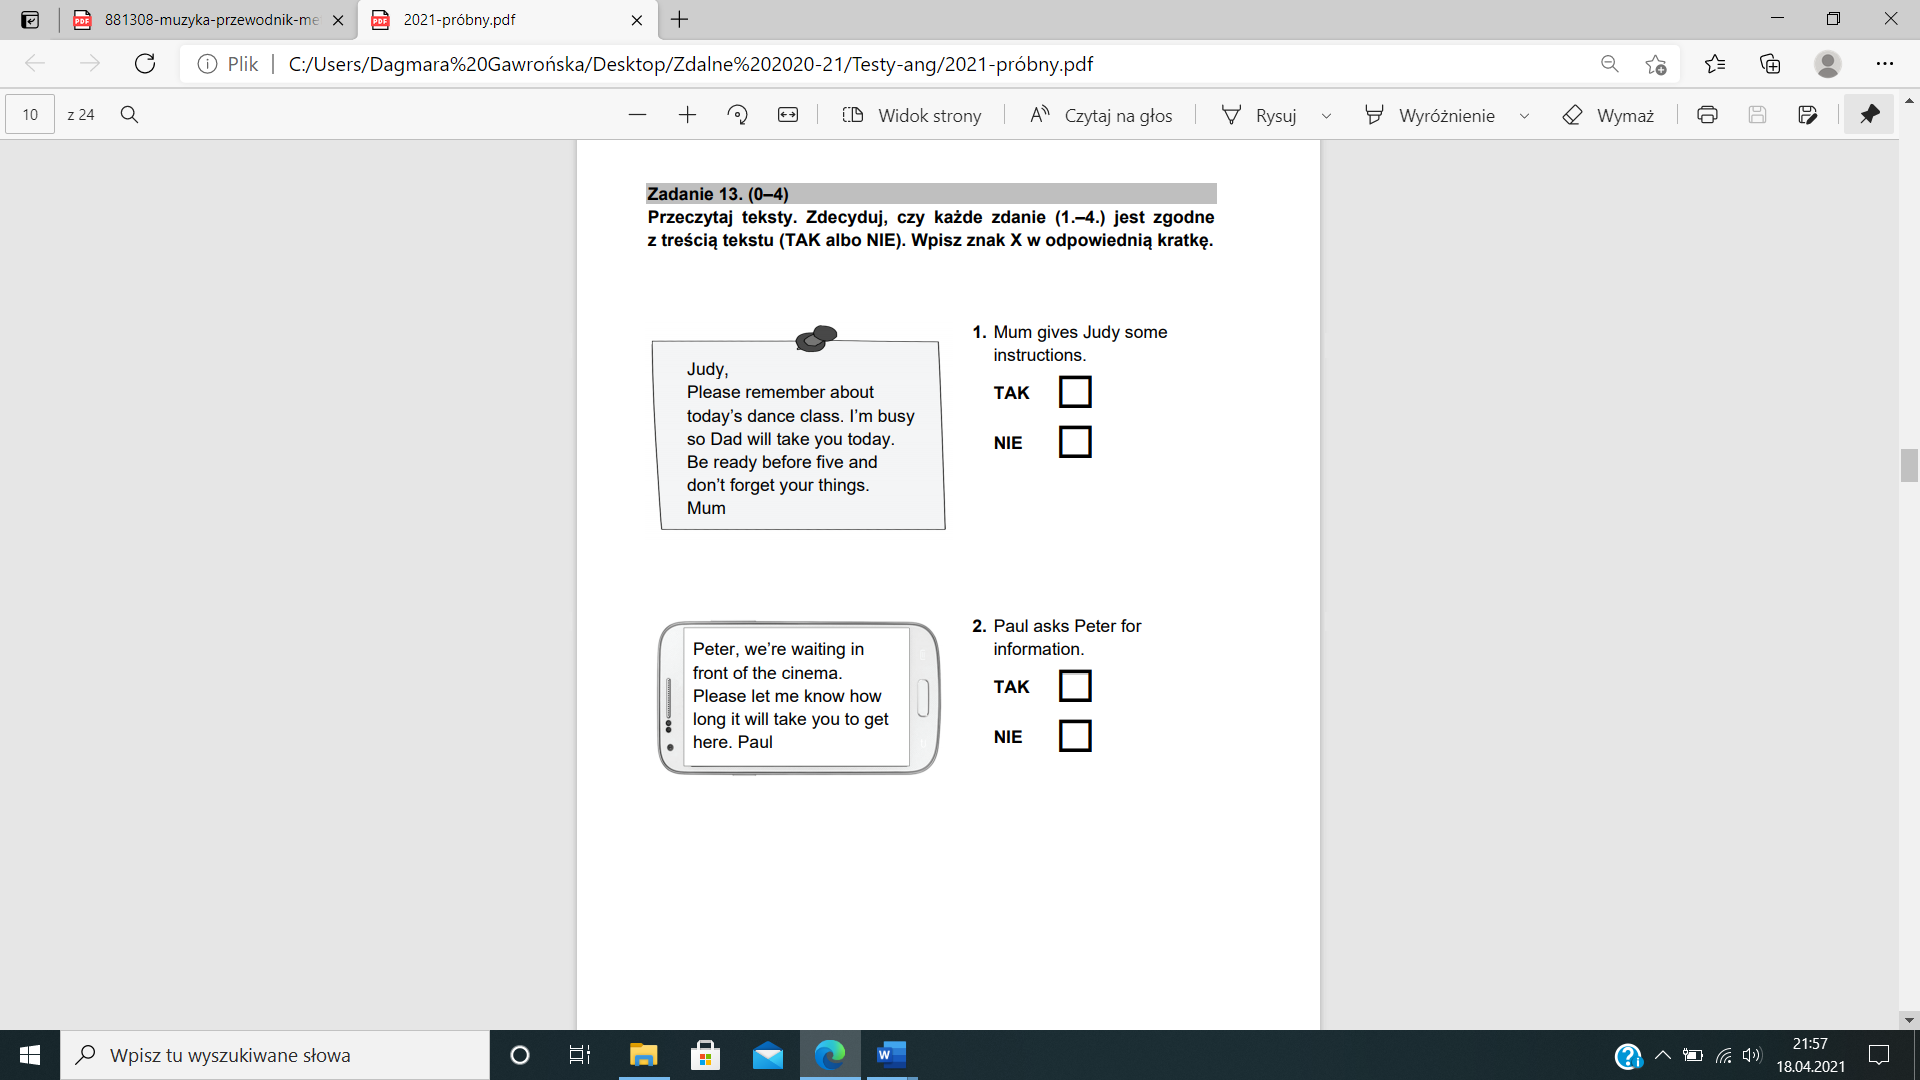 881308-muzyka-przewodnik-me
2021-próbny.pdf
Plik
C:/Users/Dagmara%20Gawrońska/Desktop/Zdalne%202020-21/Testy-ang/2021-próbny.pdf
10
z 24
Widok strony
Czytaj na głos
Rysuj
Wyróżnienie
Wymaż
Zadanie 13. (0–4)
Przeczytaj teksty. Zdecyduj, czy każde zdanie (1.–4.) jest zgodne
z treścią tekstu (TAK albo NIE). Wpisz znak X w odpowiednią kratkę.
Judy,
Please remember about
today’s dance class. I’m busy
so Dad will take you today.
Be ready before five and
don’t forget your things.
Mum
1. Mum gives Judy some
instructions.
TAK
NIE
Peter, we’re waiting in
front of the cinema.
Please let me know how
long it will take you to get
here. Paul
2. Paul asks Peter for
information.
TAK
NIE
Wpisz tu wyszukiwane słowa
21:57
18.04.2021